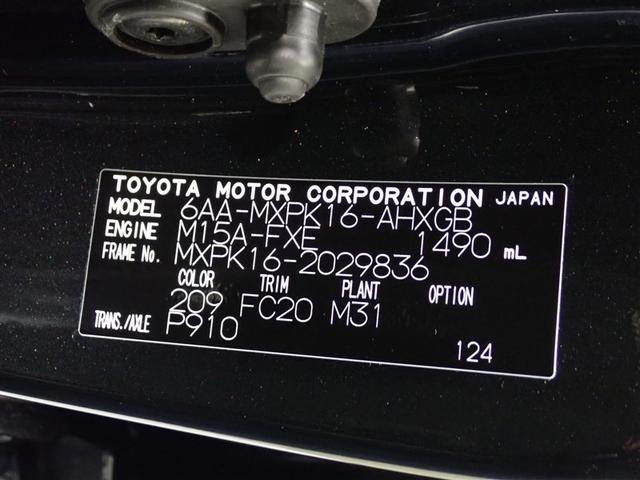 TOYOTA MOTOR CORPORATION JAPAN
MODEL 6AA-MXPK16-AHXGB
ENGINE M15A-FXE 1490 mL
FRAME No. MXPK16-2029836
COLOR TRIM PLANT OPTION
209 FC20 M31
TRANS./AXLE P910
124